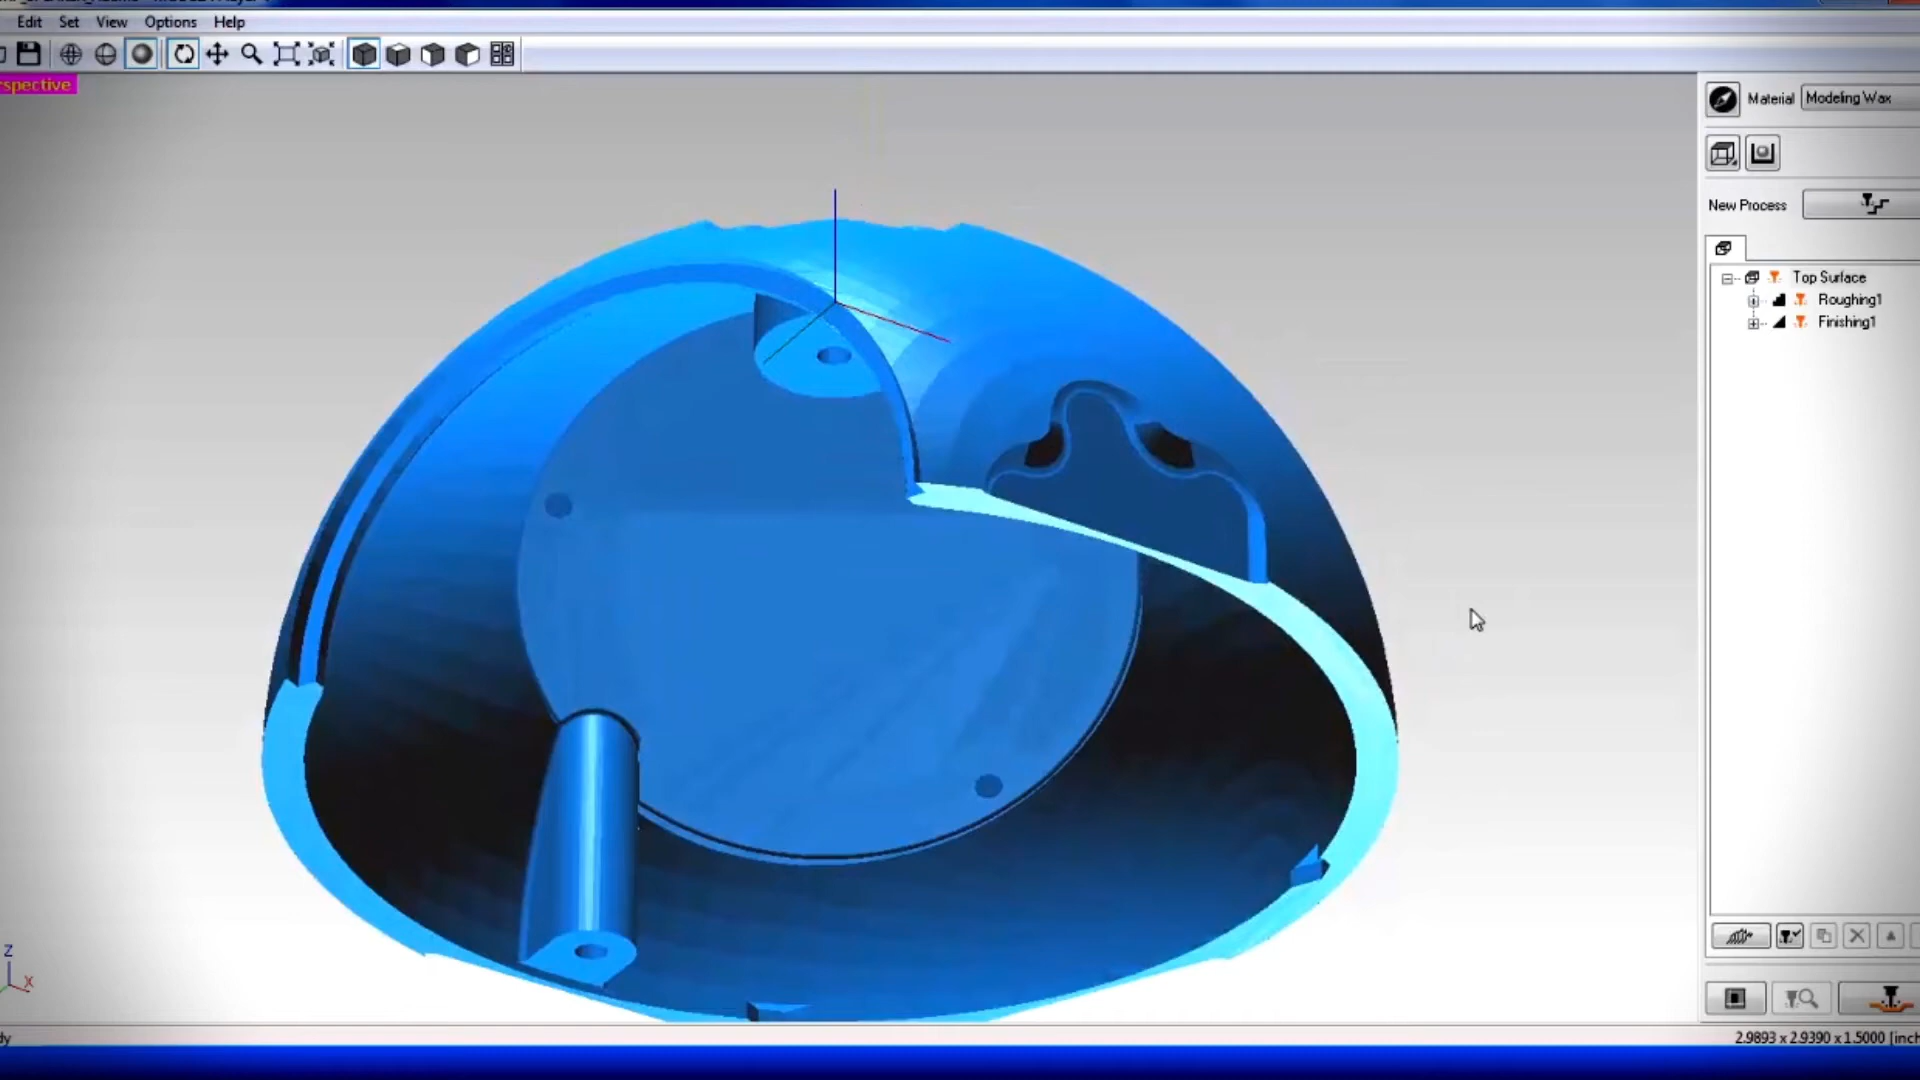 Edit Set View Options Help
spective
Material Modeling Wax
New Process
Top Surface
Roughing1
Finishing1
Z
X
2.9893 x 2.9390 x 1.5000 [inch